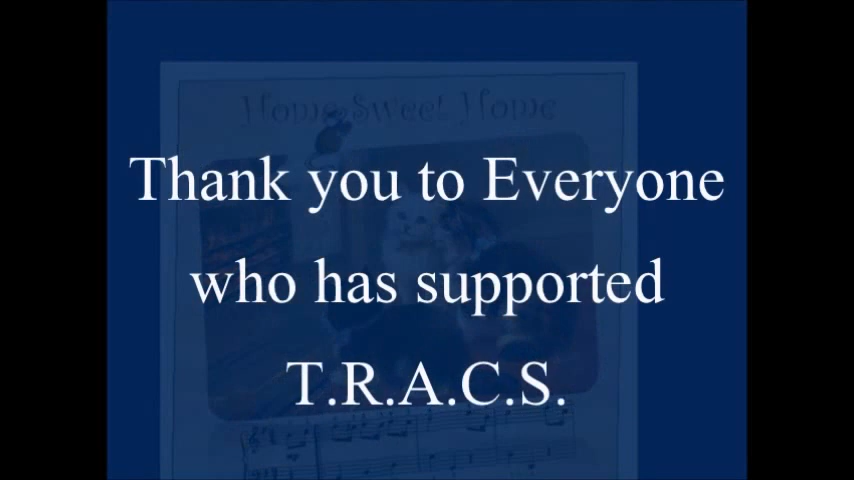 Home Sweet Home
Thank you to Everyone
who has supported
T.R.A.C.S.